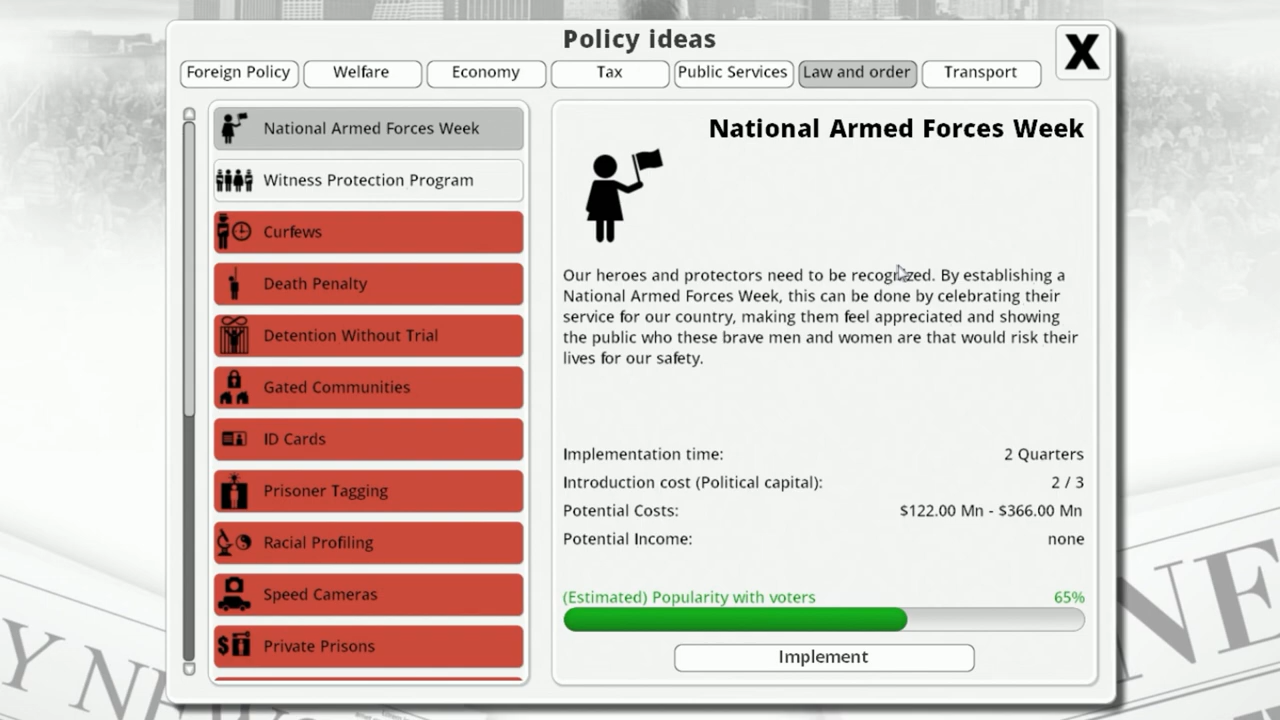 Policy ideas
X
Foreign Policy
Welfare
Economy
Tax
Public Services
Law and order
Transport
National Armed Forces Week
Witness Protection Program
Curfews
Death Penalty
Detention Without Trial
Gated Communities
ID Cards
Prisoner Tagging
Racial Profiling
Speed Cameras
Private Prisons
National Armed Forces Week
Our heroes and protectors need to be recognized. By establishing a
National Armed Forces Week, this can be done by celebrating their
service for our country, making them feel appreciated and showing
the public who these brave men and women are that would risk their
lives for our safety.
Implementation time: 2 Quarters
Introduction cost (Political capital): 2 / 3
Potential Costs: $122.00 Mn - $366.00 Mn
Potential Income: none
(Estimated) Popularity with voters 65%
Implement